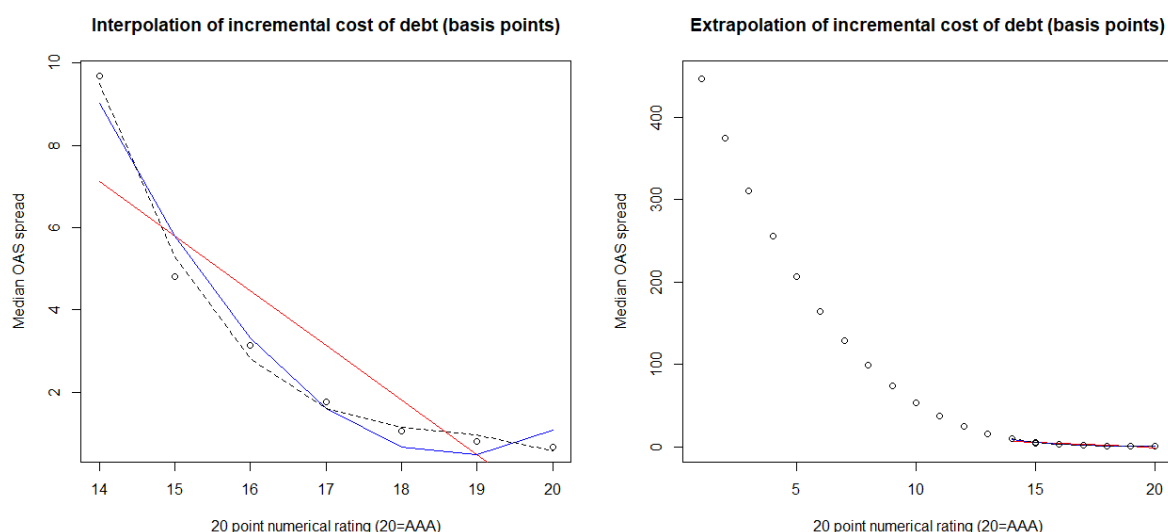 Interpolation of incremental cost of debt (basis points)
Median OAS spread
10
8
6
4
2
14 15 16 17 18 19 20
20 point numerical rating (20=AAA)
Extrapolation of incremental cost of debt (basis points)
Median OAS spread
400
300
200
100
0
5 10 15 20
20 point numerical rating (20=AAA)